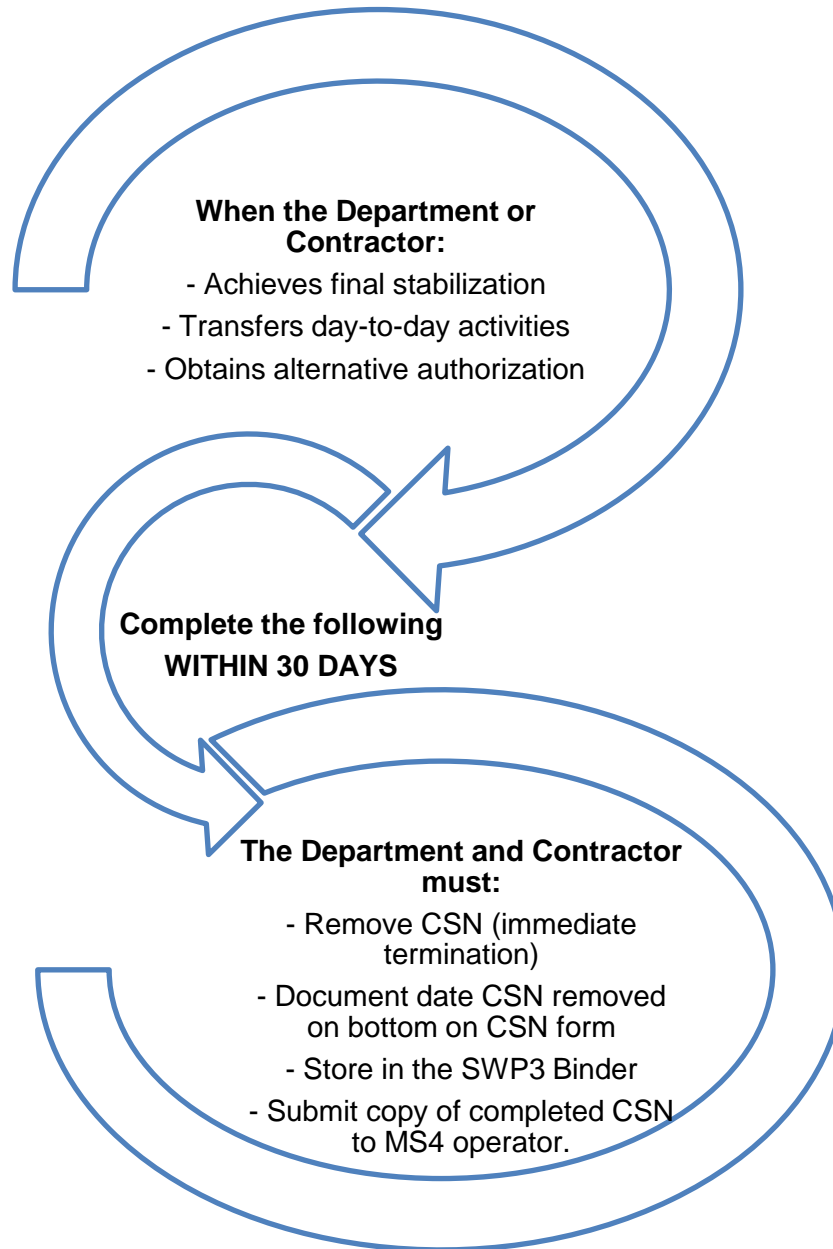 When the Department or
Contractor:
- Achieves final stabilization
- Transfers day-to-day activities
- Obtains alternative authorization
Complete the following
WITHIN 30 DAYS
The Department and Contractor
must:
- Remove CSN (immediate
termination)
- Document date CSN removed
on bottom on CSN form
- Store in the SWP3 Binder
- Submit copy of completed CSN
to MS4 operator.